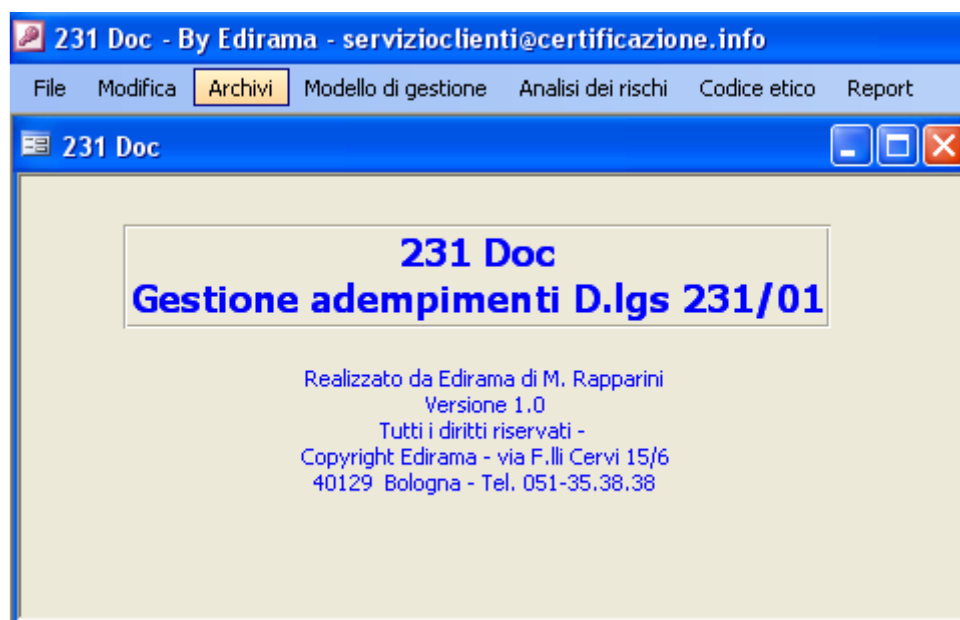 231 Doc - By Edirama - servizioclienti@certificazione.info
File Modifica Archivi Modello di gestione Analisi dei rischi Codice etico Report
231 Doc
231 Doc
Gestione adempimenti D.lgs 231/01
Realizzato da Edirama di M. Rapparini
Versione 1.0
Tutti i diritti riservati -
Copyright Edirama - via F.lli Cervi 15/6
40129 Bologna - Tel. 051-35.38.38